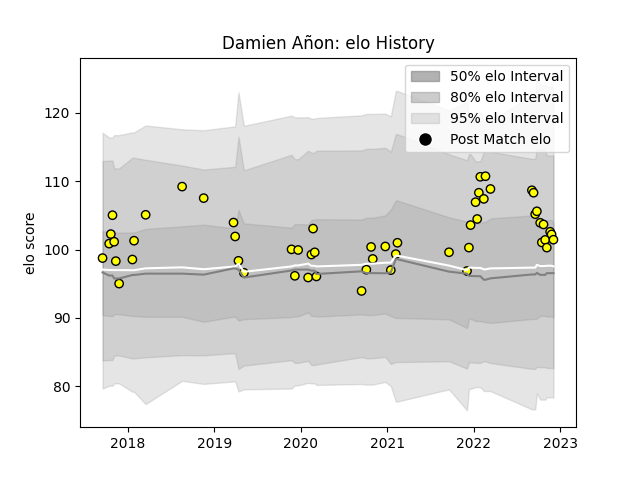 Damien Añon: elo History
50% elo Interval
80% elo Interval
95% elo Interval
Post Match elo
elo score
120
110
100
90
80
2018 2019 2020 2021 2022 2023